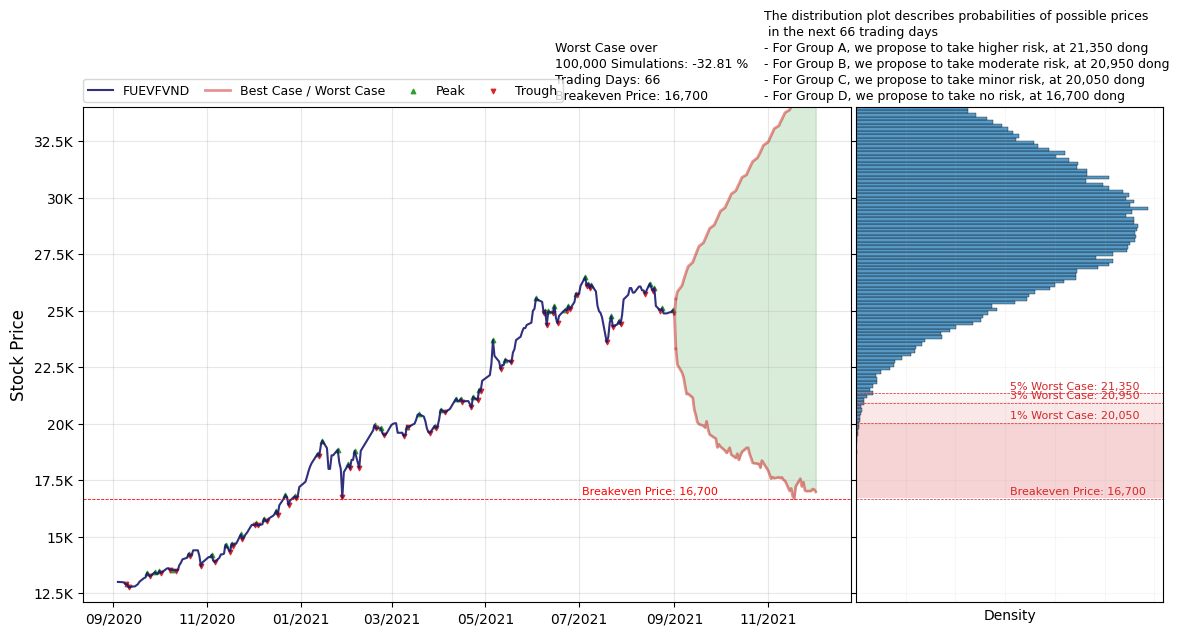 The distribution plot describes probabilities of possible prices
in the next 66 trading days
- For Group A, we propose to take higher risk, at 21,350 dong
- For Group B, we propose to take moderate risk, at 20,950 dong
- For Group C, we propose to take minor risk, at 20,050 dong
- For Group D, we propose to take no risk, at 16,700 dong
Worst Case over
100,000 Simulations: -32.81 %
Trading Days: 66
Breakeven Price: 16,700
FUEVFVND
Best Case / Worst Case
Peak
Trough
Stock Price
32.5K
30K
27.5K
25K
22.5K
20K
17.5K
15K
12.5K
Breakeven Price: 16,700
5% Worst Case: 21,350
3% Worst Case: 20,950
1% Worst Case: 20,050
Breakeven Price: 16,700
09/2020
11/2020
01/2021
03/2021
05/2021
07/2021
09/2021
11/2021
Density